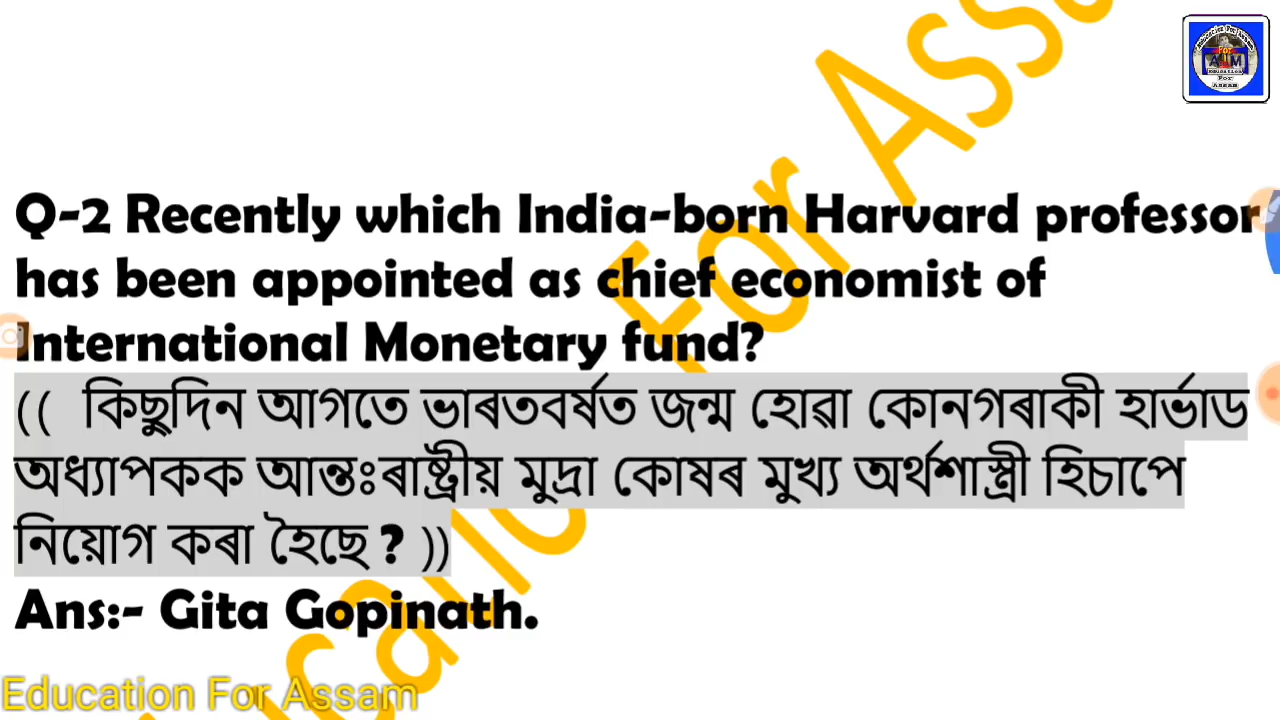 Q-2 Recently which India-born Harvard professor
has been appointed as chief economist of
International Monetary fund?
(( কিছুদিন আগতে ভাৰতবৰ্ষত জন্ম হোৱা কোনগৰাকী হাৰ্ভাড
অধ্যাপকক আন্তঃৰাষ্ট্ৰীয় মুদ্ৰা কোষৰ মুখ্য অৰ্থশাস্ত্ৰী হিচাপে
নিয়োগ কৰা হৈছে ? ))
Ans:- Gita Gopinath.
Education For Assam